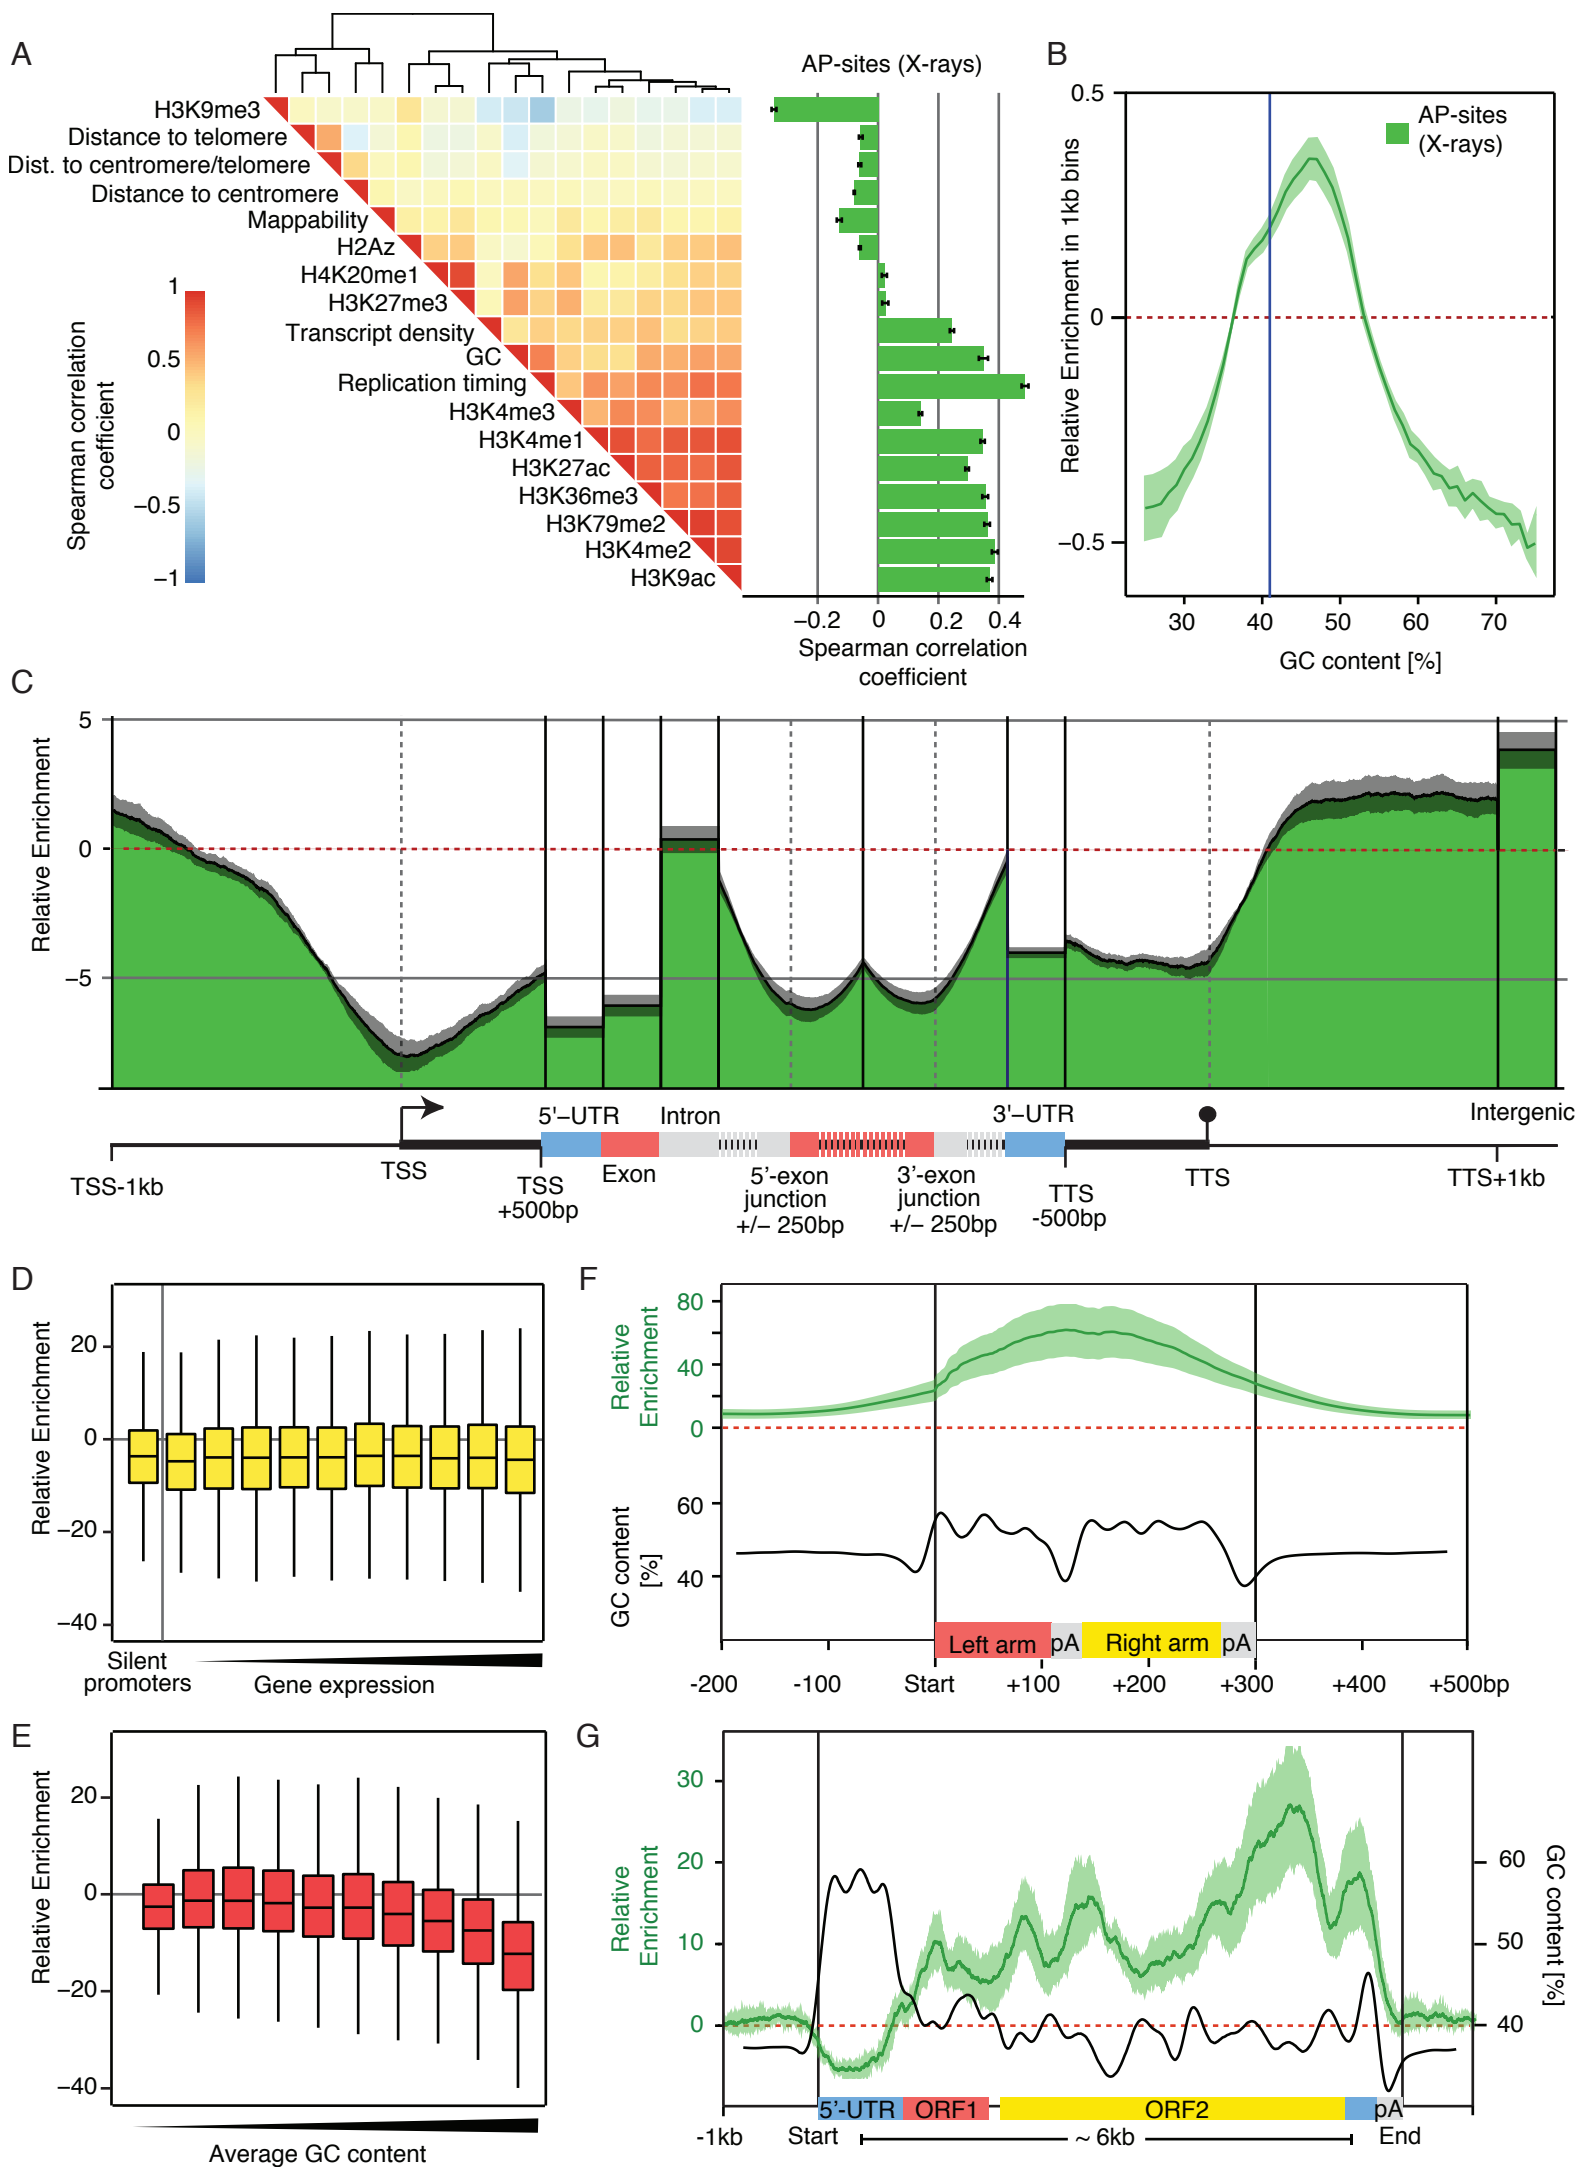 A
AP-sites (X-rays)
H3K9me3
Distance to telomere
Dist. to centromere/telomere
Distance to centromere
Mappability
H2Az
H4K20me1
H3K27me3
Transcript density
GC
Replication timing
H3K4me3
H3K4me1
H3K27ac
H3K36me3
H3K79me2
H3K4me2
H3K9ac
Spearman correlation
coefficient
1
0.5
0
−0.5
−1
−0.2
0
0.2
0.4
Spearman correlation
coefficient
B
Relative Enrichment in 1kb bins
0.5
0
−0.5
AP-sites
(X-rays)
30
40
50
60
70
GC content [%]
C
Relative Enrichment
5
0
−5
5'−UTR
Intron
3'−UTR
Intergenic
TSS-1kb
TSS
TSS
+500bp
Exon
5'-exon
junction
+/− 250bp
3'-exon
junction
+/− 250bp
TTS
-500bp
TTS
TTS+1kb
D
Relative Enrichment
20
0
−20
−40
Silent
promoters
Gene expression
E
Relative Enrichment
20
0
−20
−40
Average GC content
F
Relative
Enrichment
80
40
0
GC content
[%]
60
40
Left arm
pA
Right arm
pA
-200
-100
Start
+100
+200
+300
+400
+500bp
G
Relative
Enrichment
30
20
10
0
60
50
40
GC content [%]
5'-UTR
ORF1
ORF2
pA
-1kb
Start
~ 6kb
End